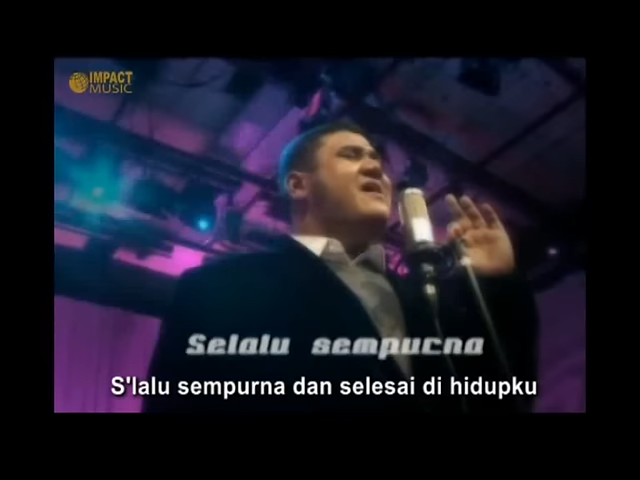 IMPACT
MUSIC
Selalu sempurna
S'lalu sempurna dan selesai di hidupku